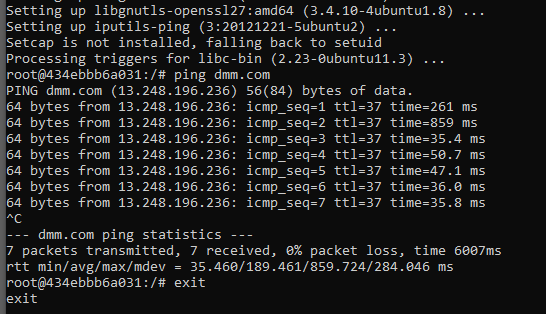 Setting up libgnutls-openssl27:amd64 (3.4.10-4ubuntu1.8) ...
Setting up iputils-ping (3:20121221-5ubuntu2) ...
Setcap is not installed, falling back to setuid
Processing triggers for libc-bin (2.23-0ubuntu11.3) ...
root@434ebbb6a031:/# ping dmm.com
PING dmm.com (13.248.196.236) 56(84) bytes of data.
64 bytes from 13.248.196.236: icmp_seq=1 ttl=37 time=261 ms
64 bytes from 13.248.196.236: icmp_seq=2 ttl=37 time=859 ms
64 bytes from 13.248.196.236: icmp_seq=3 ttl=37 time=35.4 ms
64 bytes from 13.248.196.236: icmp_seq=4 ttl=37 time=50.7 ms
64 bytes from 13.248.196.236: icmp_seq=5 ttl=37 time=47.1 ms
64 bytes from 13.248.196.236: icmp_seq=6 ttl=37 time=36.0 ms
64 bytes from 13.248.196.236: icmp_seq=7 ttl=37 time=35.8 ms
^C
--- dmm.com ping statistics ---
7 packets transmitted, 7 received, 0% packet loss, time 6007ms
rtt min/avg/max/mdev = 35.460/189.461/859.724/284.046 ms
root@434ebbb6a031:/# exit
exit